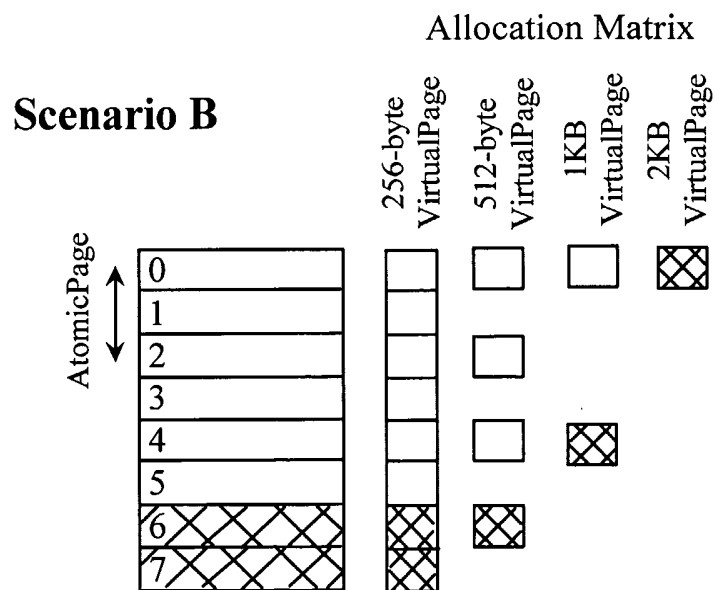 Allocation Matrix
Scenario B
256-byte
VirtualPage
512-byte
VirtualPage
1KB
VirtualPage
2KB
VirtualPage
AtomicPage
0
1
2
3
4
5
6
7